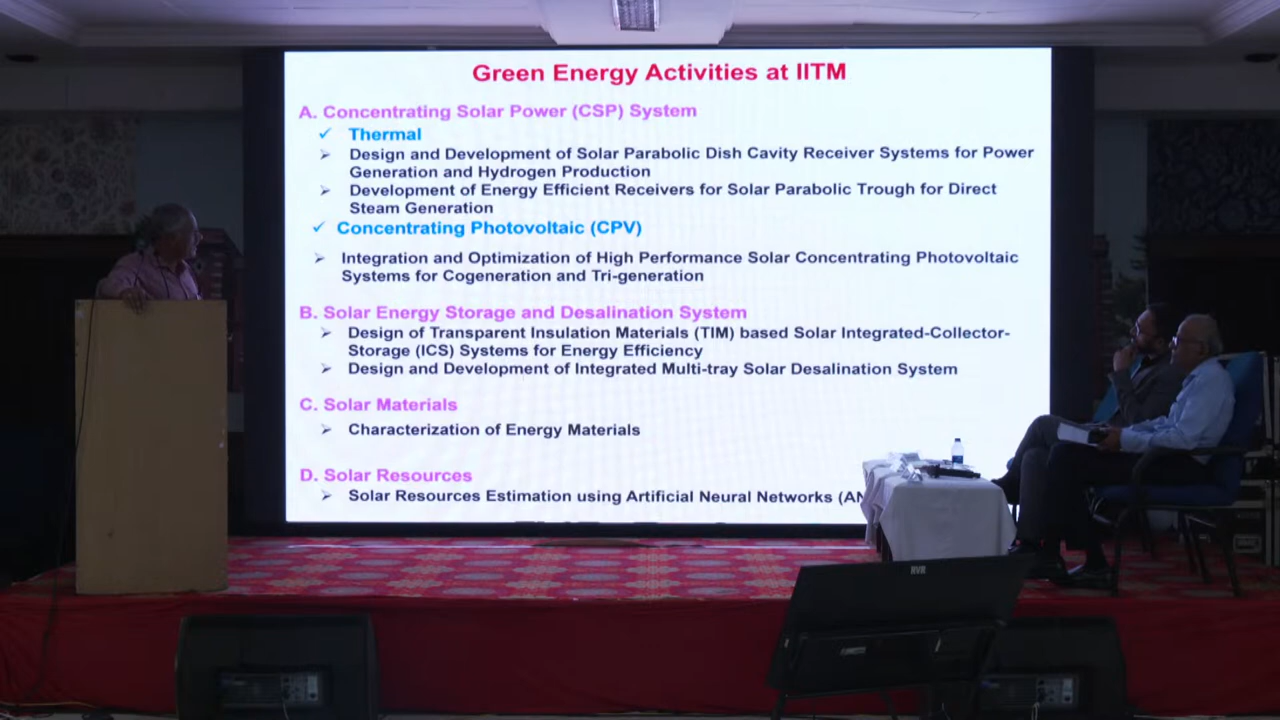 Green Energy Activities at IITM
A. Concentrating Solar Power (CSP) System
✓ Thermal
➢ Design and Development of Solar Parabolic Dish Cavity Receiver Systems for Power
Generation and Hydrogen Production
➢ Development of Energy Efficient Receivers for Solar Parabolic Trough for Direct
Steam Generation
✓ Concentrating Photovoltaic (CPV)
➢ Integration and Optimization of High Performance Solar Concentrating Photovoltaic
Systems for Cogeneration and Tri-generation
B. Solar Energy Storage and Desalination System
➢ Design of Transparent Insulation Materials (TIM) based Solar Integrated-Collector-
Storage (ICS) Systems for Energy Efficiency
➢ Design and Development of Integrated Multi-tray Solar Desalination System
C. Solar Materials
➢ Characterization of Energy Materials
D. Solar Resources
➢ Solar Resources Estimation using Artificial Neural Networks (AN
RVR